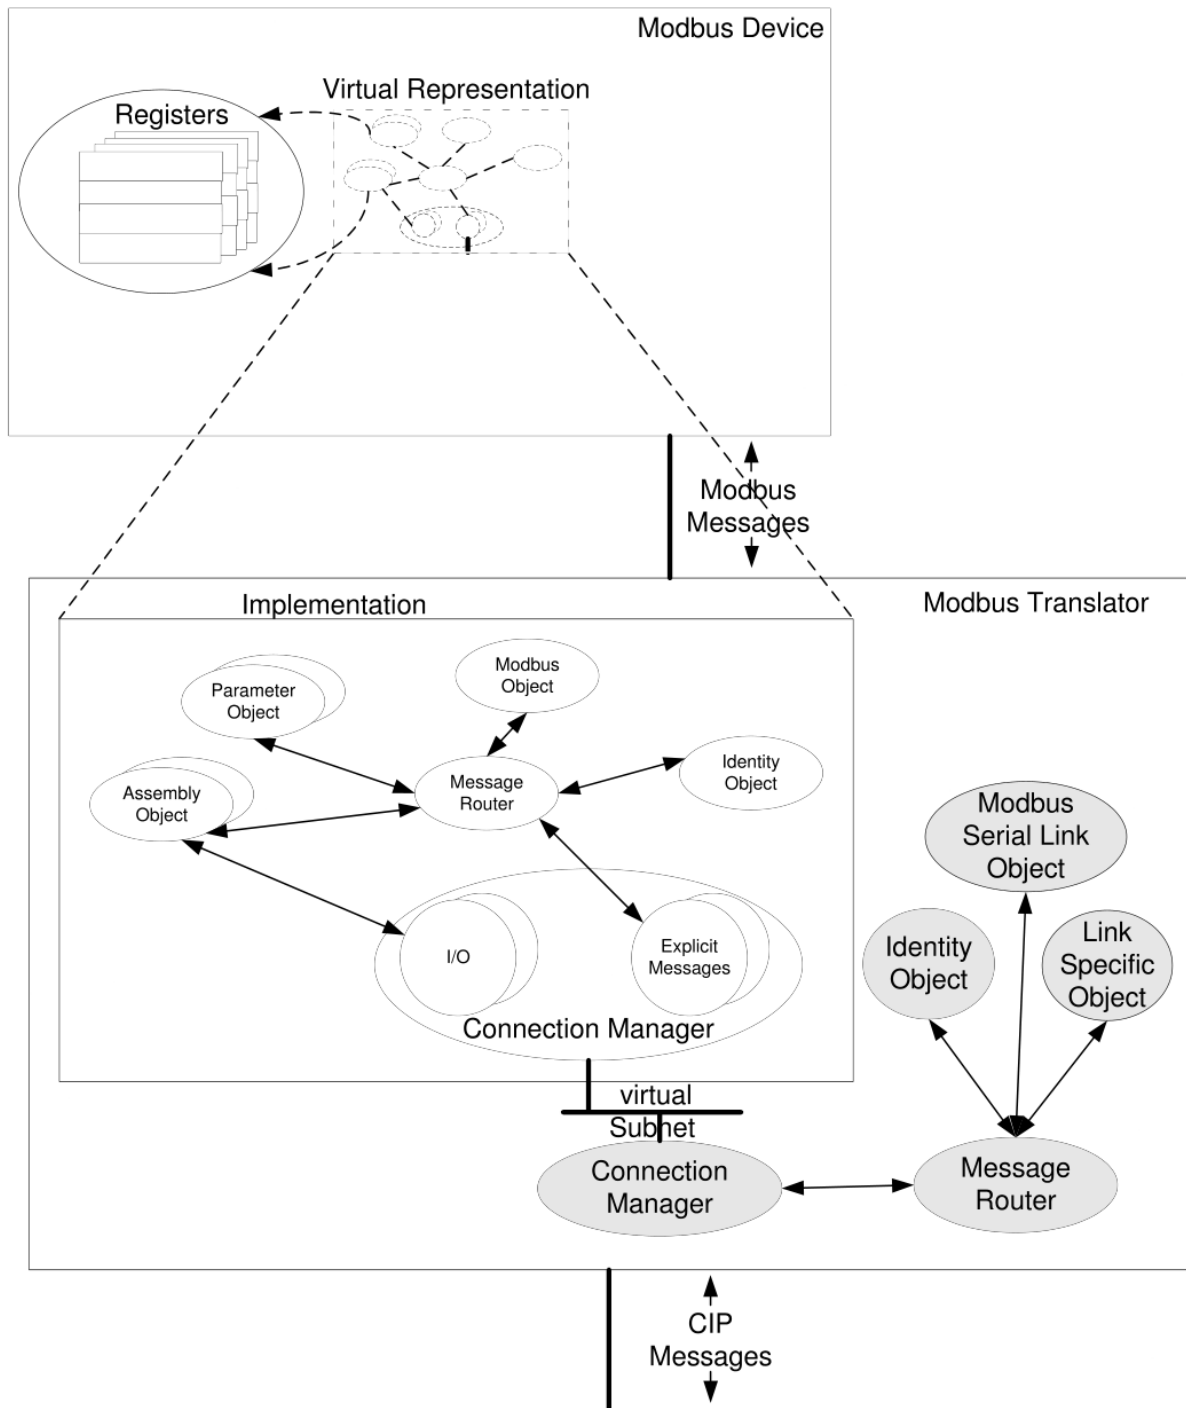 Modbus Device
Virtual Representation
Registers
Modbus
Messages
Implementation
Modbus Translator
Modbus
Object
Parameter
Object
Identity
Object
Message
Router
Assembly
Object
Modbus
Serial Link
Object
Identity
Object
Link
Specific
Object
I/O
Explicit
Messages
Connection Manager
virtual
Subnet
Connection
Manager
Message
Router
CIP
Messages